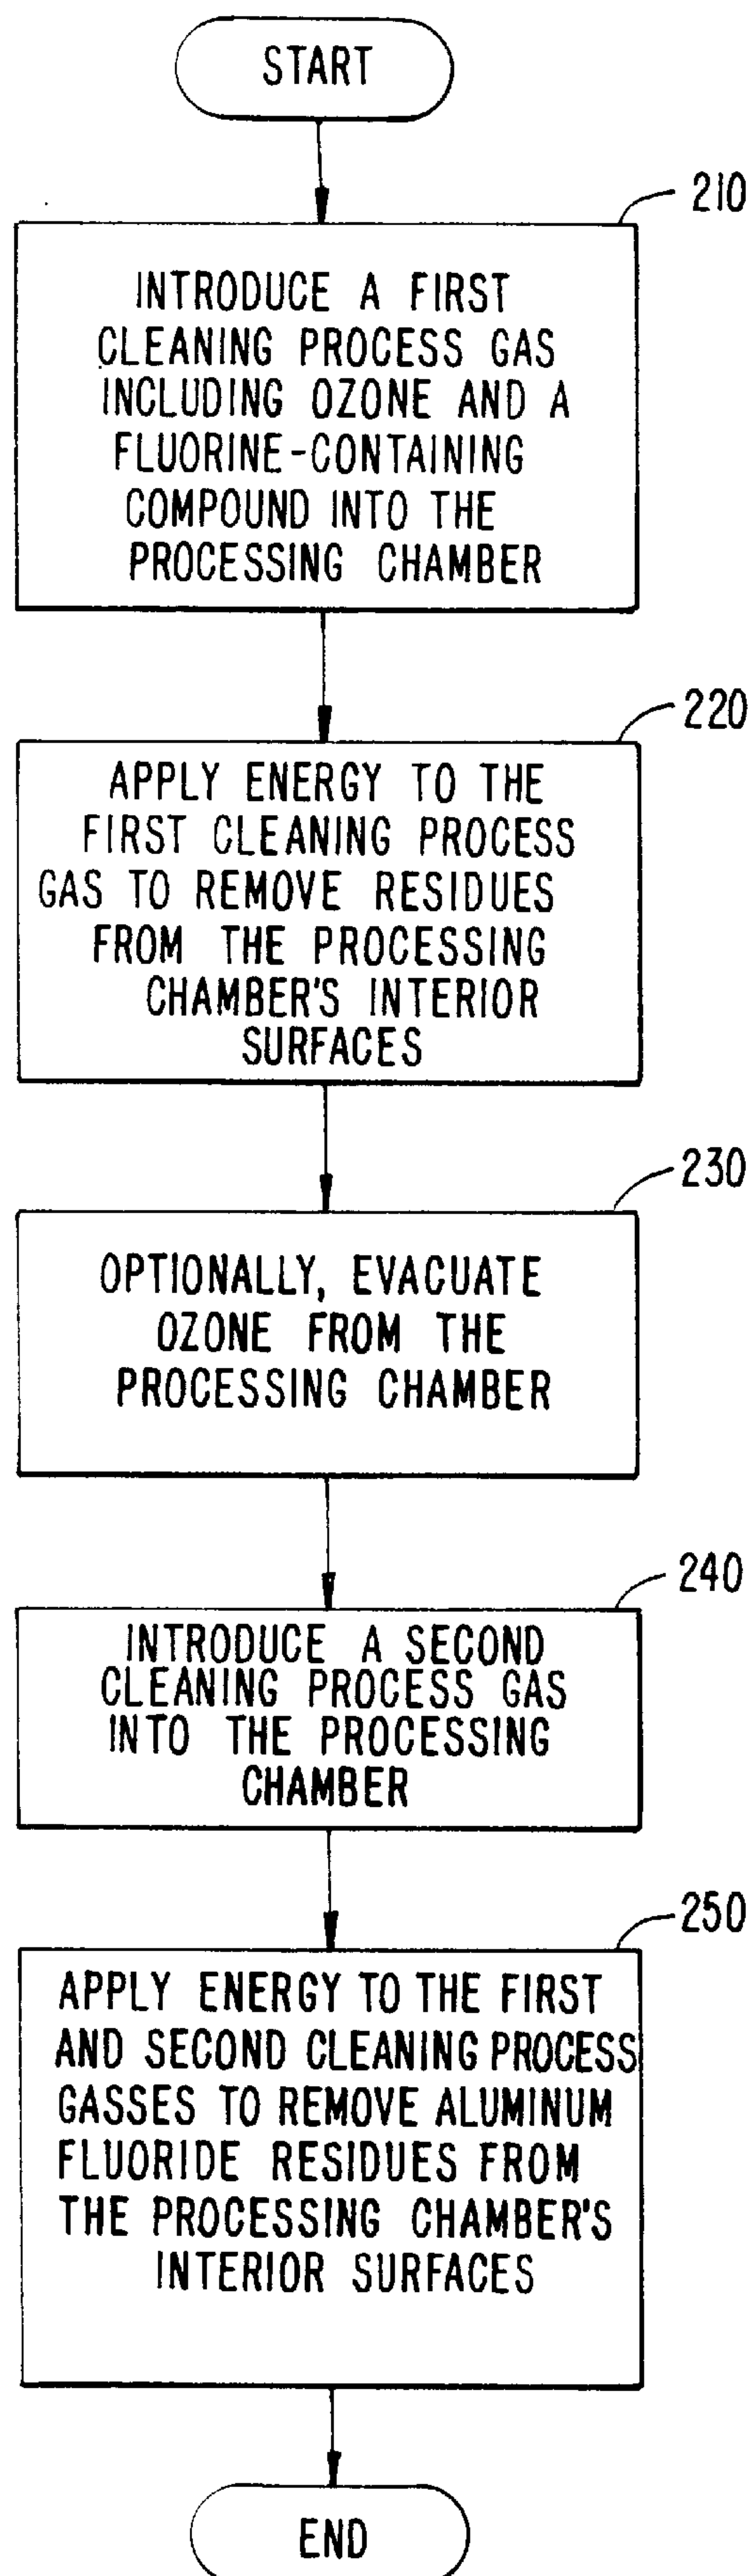 START
210
INTRODUCE A FIRST
CLEANING PROCESS GAS
INCLUDING OZONE AND A
FLUORINE-CONTAINING
COMPOUND INTO THE
PROCESSING CHAMBER
220
APPLY ENERGY TO THE
FIRST CLEANING PROCESS
GAS TO REMOVE RESIDUES
FROM THE PROCESSING
CHAMBER'S INTERIOR
SURFACES
230
OPTIONALLY, EVACUATE
OZONE FROM THE
PROCESSING CHAMBER
240
INTRODUCE A SECOND
CLEANING PROCESS GAS
INTO THE PROCESSING
CHAMBER
250
APPLY ENERGY TO THE FIRST
AND SECOND CLEANING PROCESS
GASSES TO REMOVE ALUMINUM
FLUORIDE RESIDUES FROM
THE PROCESSING CHAMBER'S
INTERIOR SURFACES
END